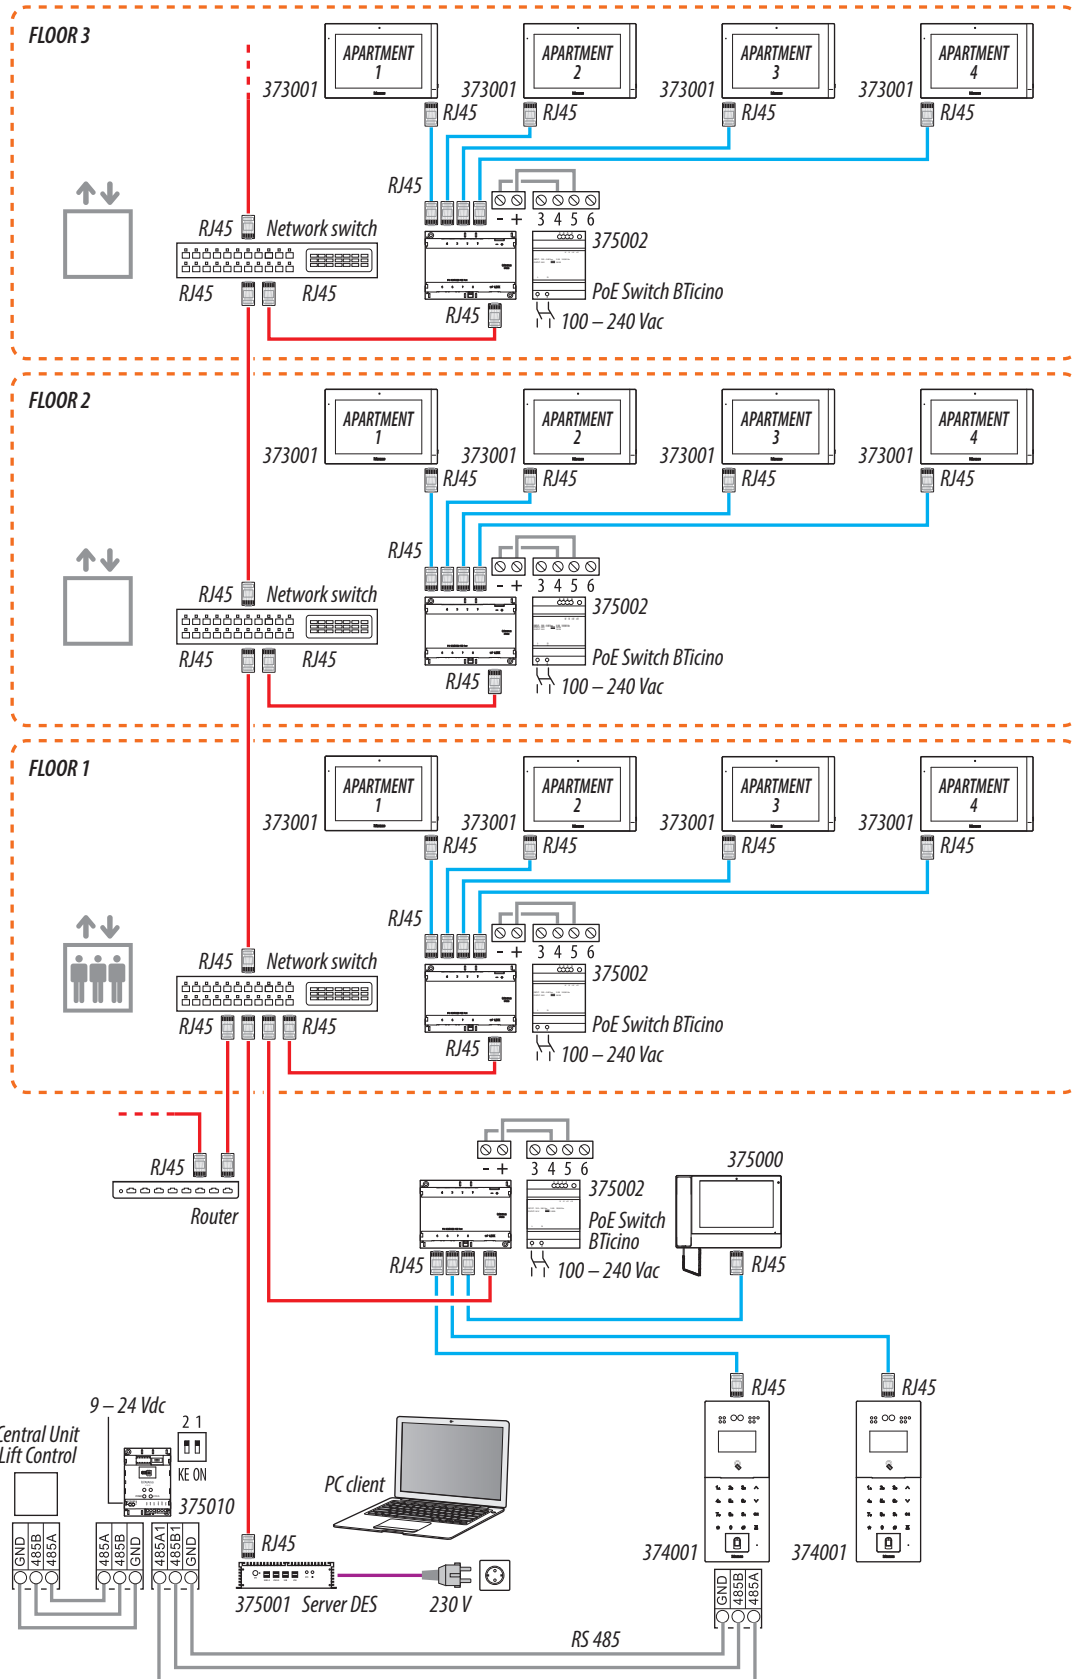 FLOOR 3
APARTMENT 1
APARTMENT 2
APARTMENT 3
APARTMENT 4
373001
373001
373001
373001
RJ45
RJ45
RJ45
RJ45
RJ45
- + 3 4 5 6
RJ45 Network switch
375002
RJ45 RJ45
PoE Switch BTicino
RJ45
100 – 240 Vac
FLOOR 2
APARTMENT 1
APARTMENT 2
APARTMENT 3
APARTMENT 4
373001
373001
373001
373001
RJ45
RJ45
RJ45
RJ45
RJ45
- + 3 4 5 6
RJ45 Network switch
375002
RJ45 RJ45
PoE Switch BTicino
RJ45
100 – 240 Vac
FLOOR 1
APARTMENT 1
APARTMENT 2
APARTMENT 3
APARTMENT 4
373001
373001
373001
373001
RJ45
RJ45
RJ45
RJ45
RJ45
- + 3 4 5 6
RJ45 Network switch
375002
RJ45 RJ45
PoE Switch BTicino
RJ45
100 – 240 Vac
- + 3 4 5 6
RJ45
Router
375002
375000
PoE Switch
BTicino
RJ45
100 – 240 Vac
RJ45
RJ45
RJ45
9 – 24 Vdc
2 1
KE ON
Central Unit
Lift Control
375010
PC client
GND
485B
485A
485A
485B
GND
485A1
485B1
GND
RJ45
375001 Server DES
230 V
374001
374001
GND
485B
485A
RS 485